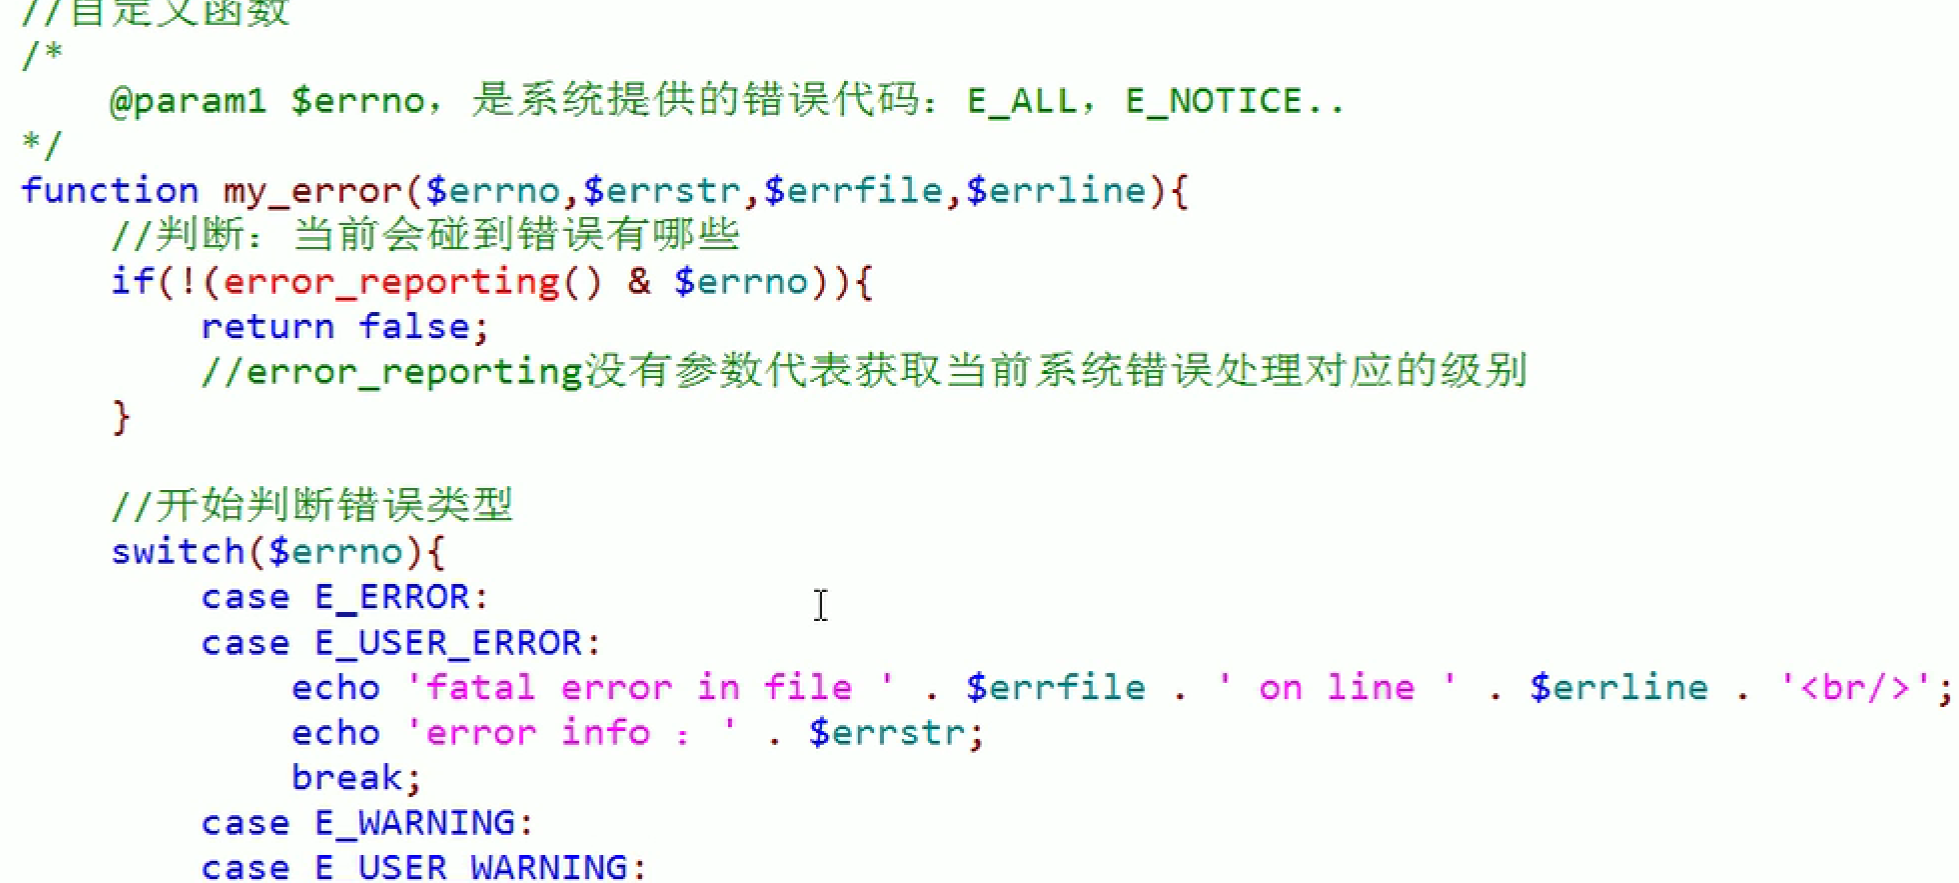 //自定义函数
/*
    @param1 $errno，是系统提供的错误代码：E_ALL，E_NOTICE..
*/
function my_error($errno,$errstr,$errfile,$errline){
    //判断：当前会碰到错误有哪些
    if(!(error_reporting() & $errno)){
        return false;
        //error_reporting没有参数代表获取当前系统错误处理对应的级别
    }

    //开始判断错误类型
    switch($errno){
        case E_ERROR:
        case E_USER_ERROR:
            echo 'fatal error in file ' . $errfile . ' on line ' . $errline . '<br/>';
            echo 'error info : ' . $errstr;
            break;
        case E_WARNING:
        case E_USER_WARNING: